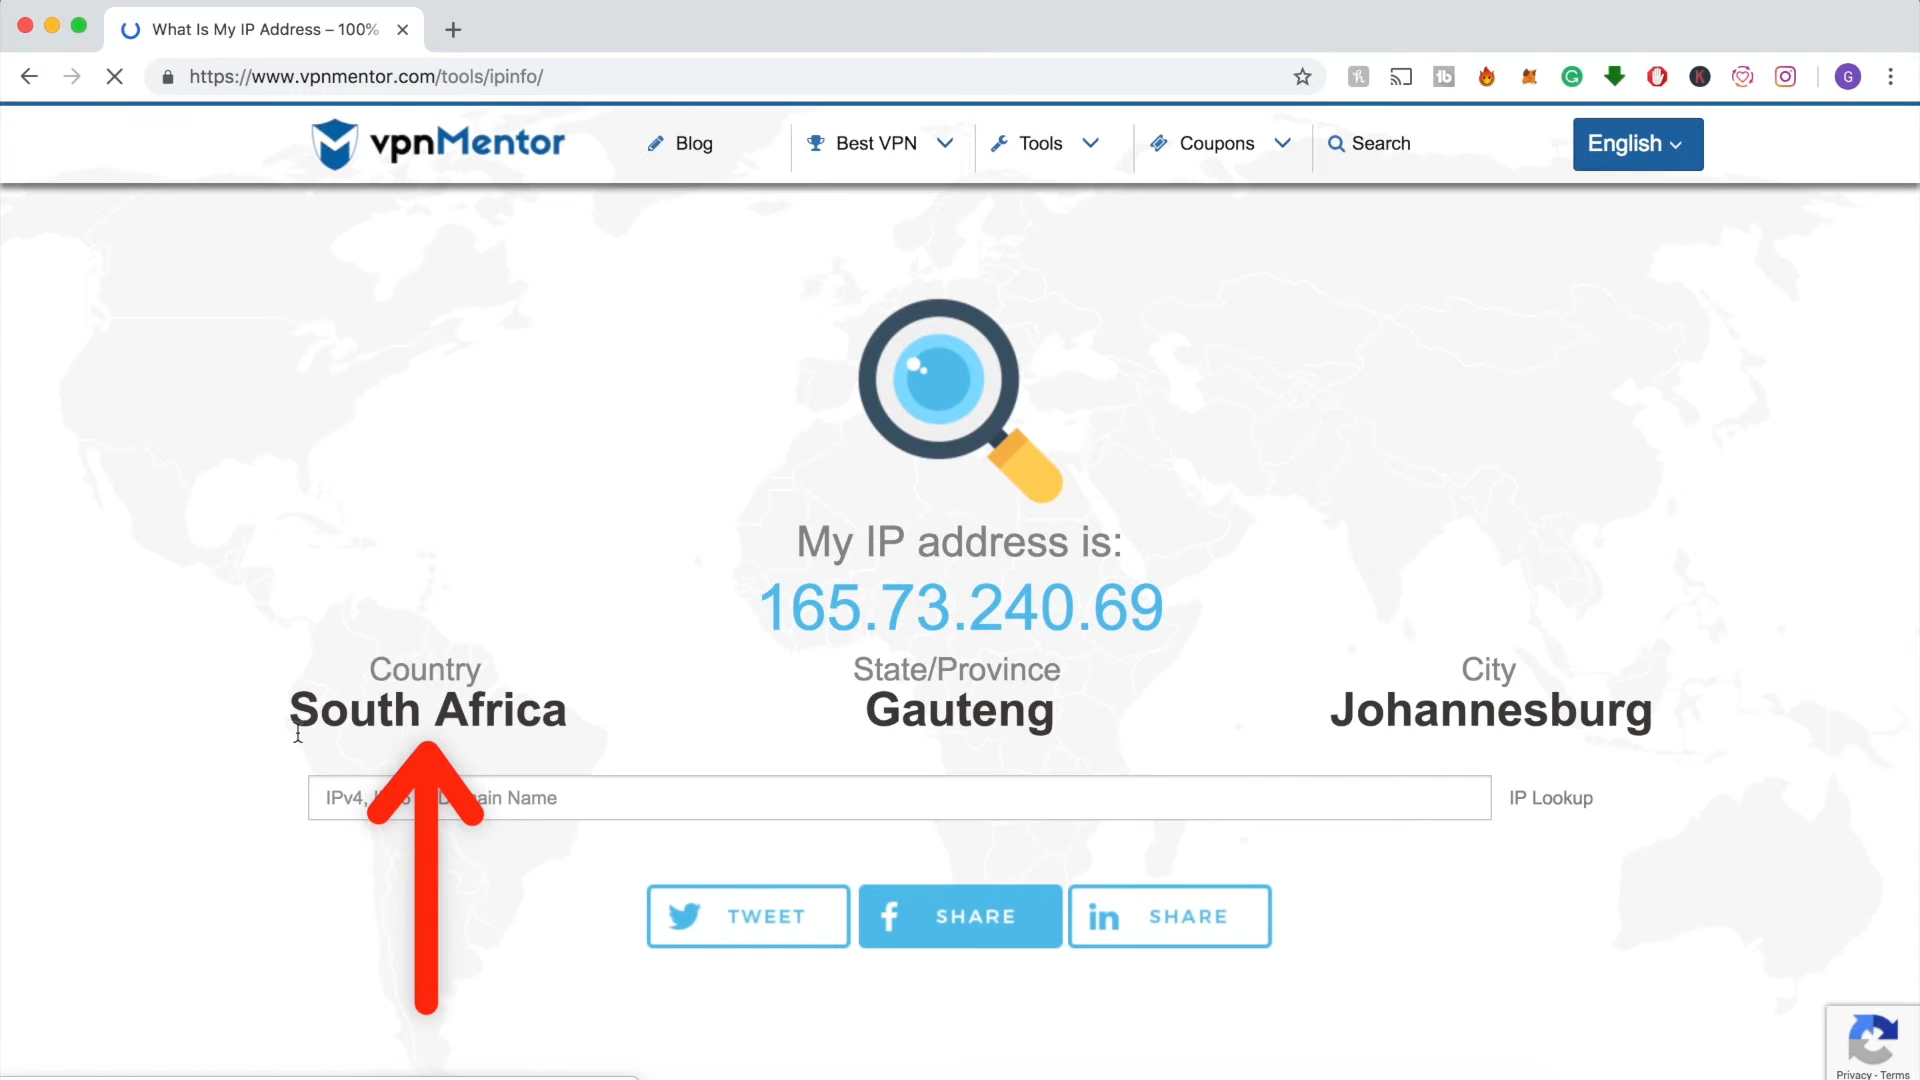 What Is My IP Address – 100%
https://www.vpnmentor.com/tools/ipinfo/
G
vpnMentor
Blog
Best VPN
Tools
Coupons
Search
English
My IP address is:
165.73.240.69
Country
State/Province
City
South Africa
Gauteng
Johannesburg
IPv4, Domain Name
IP Lookup
TWEET
SHARE
SHARE
Privacy - Terms